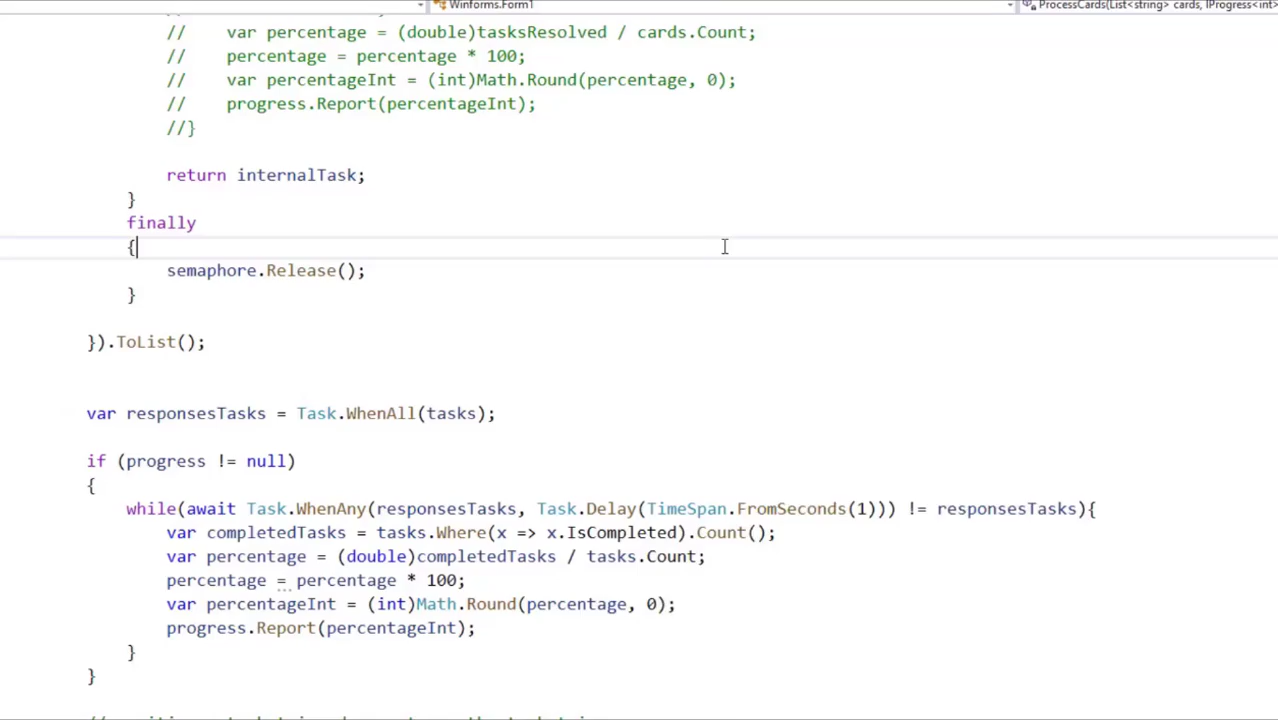 Winforms.Form1 ProcessCards(List<string> cards, IProgress<int>
// var percentage = (double)tasksResolved / cards.Count;
// percentage = percentage * 100;
// var percentageInt = (int)Math.Round(percentage, 0);
// progress.Report(percentageInt);
//}
return internalTask;
}
finally
{
semaphore.Release();
}
}).ToList();
var responsesTasks = Task.WhenAll(tasks);
if (progress != null)
{
while(await Task.WhenAny(responsesTasks, Task.Delay(TimeSpan.FromSeconds(1))) != responsesTasks){
var completedTasks = tasks.Where(x => x.IsCompleted).Count();
var percentage = (double)completedTasks / tasks.Count;
percentage = percentage * 100;
var percentageInt = (int)Math.Round(percentage, 0);
progress.Report(percentageInt);
}
}